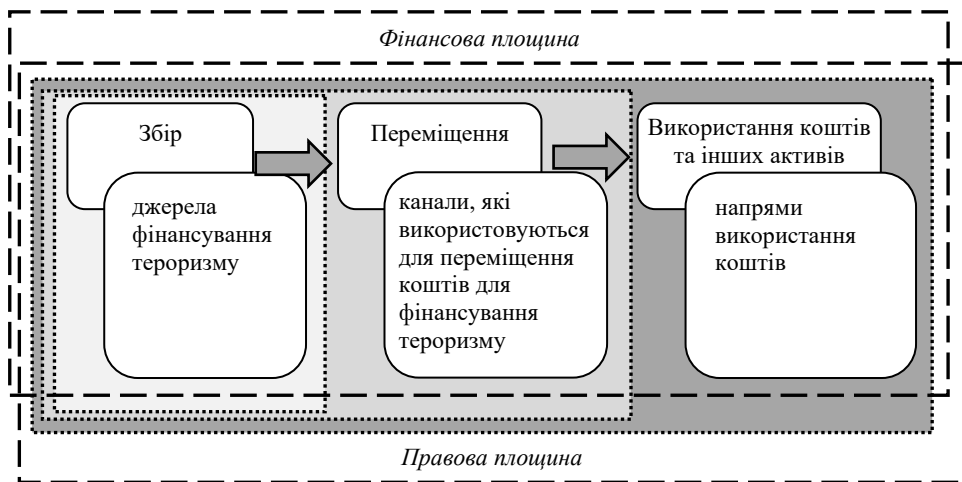 Фінансова площина
Збір
джерела
фінансування
тероризму
Переміщення
канали, які
використовуються
для переміщення
коштів для
фінансування
тероризму
Використання коштів
та інших активів
напрями
використання
коштів
Правова площина